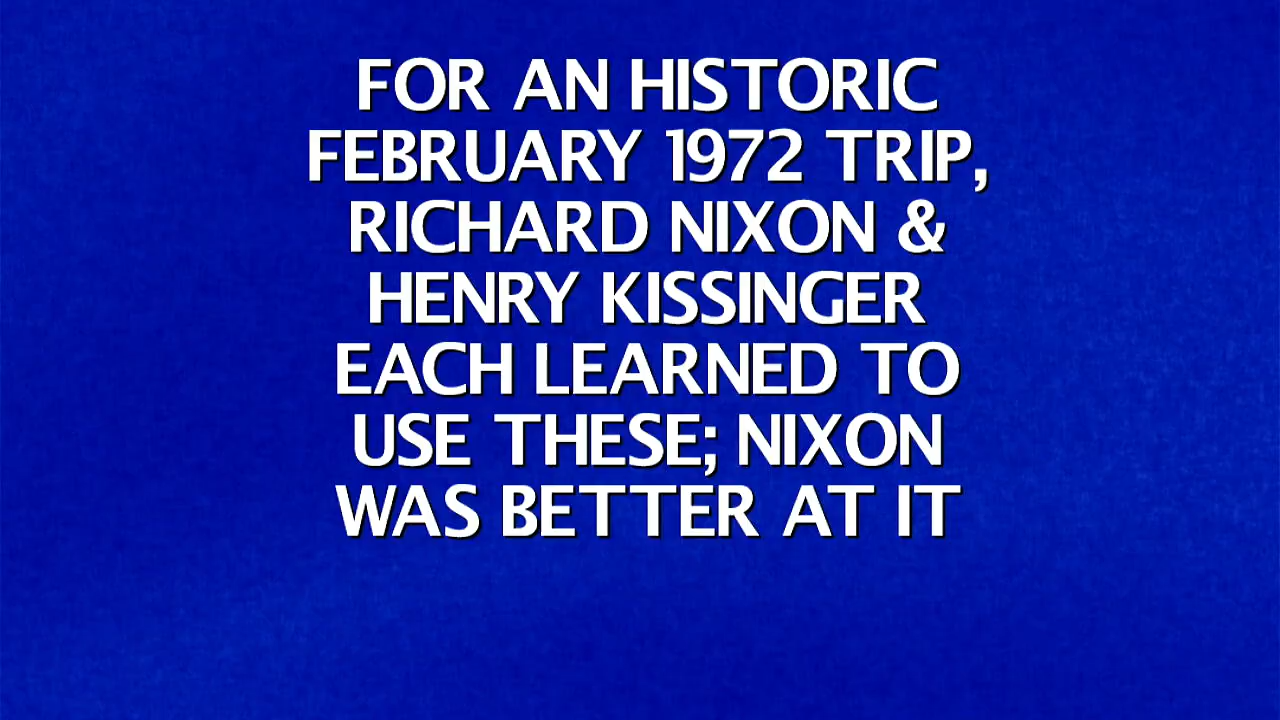 FOR AN HISTORIC
FEBRUARY 1972 TRIP,
RICHARD NIXON &
HENRY KISSINGER
EACH LEARNED TO
USE THESE; NIXON
WAS BETTER AT IT